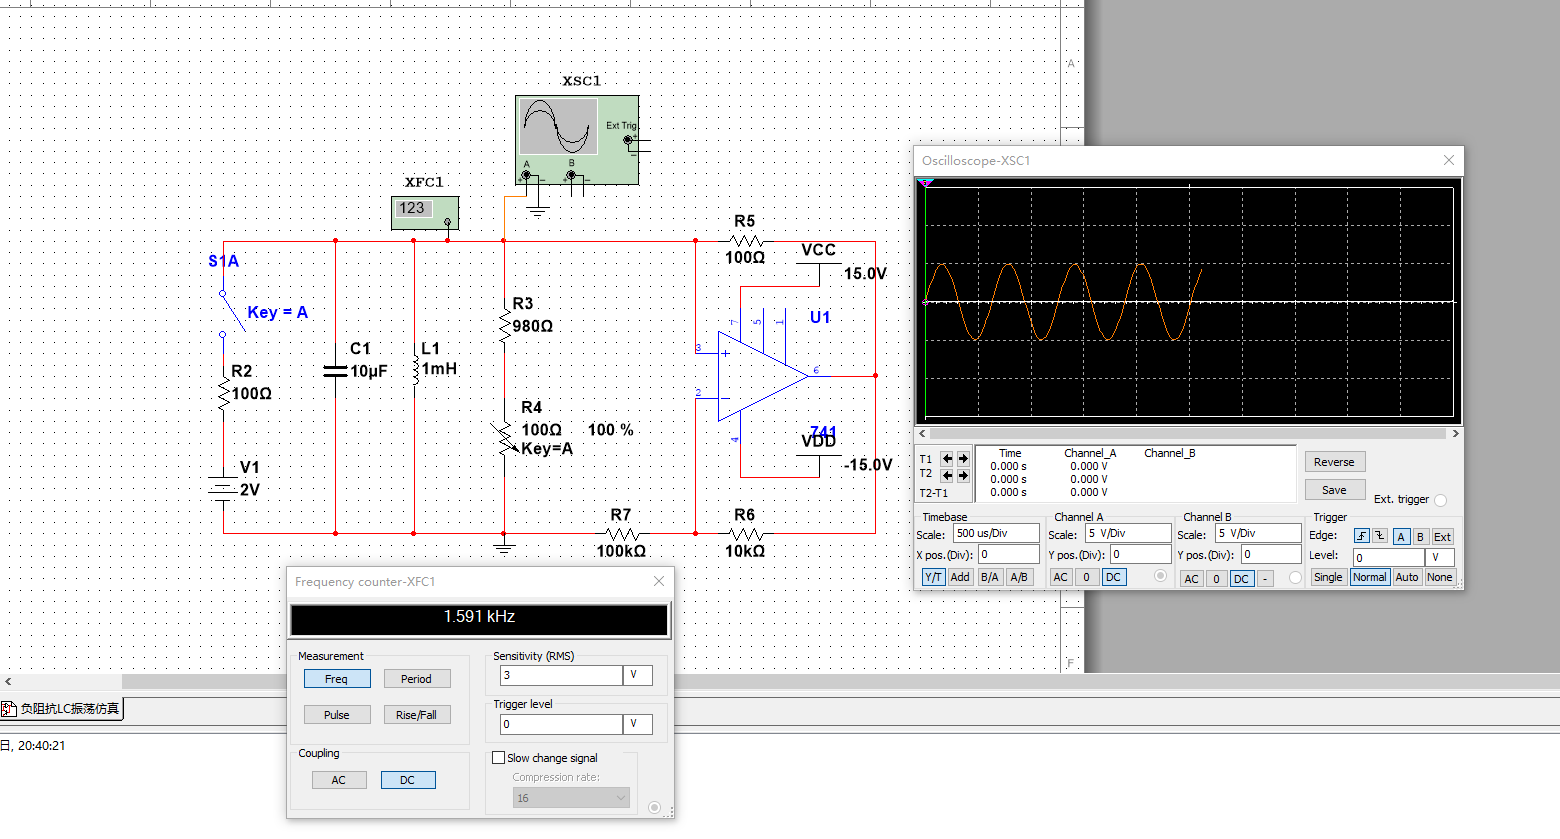 A
XSC1
Ext Trig
A
B
XFC1
123
Oscilloscope-XSC1
R5
100Ω
VCC
15.0V
S1A
Key = A
R3
980Ω
7
5
1
U1
3
C1
10µF
L1
1mH
6
R2
100Ω
2
R4
100Ω
100 %
Key=A
741
VDD
4
-15.0V
V1
2V
R7
100kΩ
R6
10kΩ
T1
T2
T2-T1
Time
Channel_A
Channel_B
0.000 s
0.000 V
0.000 s
0.000 V
0.000 s
0.000 V
Reverse
Save
Ext. trigger
Timebase
Scale: 500 us/Div
X pos.(Div): 0
Y/T Add B/A A/B
Channel A
Scale: 5 V/Div
Y pos.(Div): 0
AC 0 DC
Channel B
Scale: 5 V/Div
Y pos.(Div): 0
AC 0 DC -
Trigger
Edge: A B Ext
Level: 0 V
Single Normal Auto None
Frequency counter-XFC1
1.591 kHz
Measurement
Freq Period
Pulse Rise/Fall
Coupling
AC DC
Sensitivity (RMS)
3 V
Trigger level
0 V
Slow change signal
Compression rate:
16
F
负阻抗LC振荡仿真
日, 20:40:21